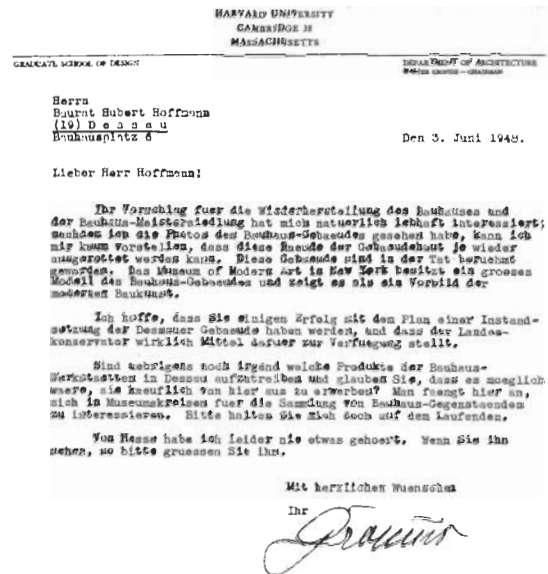 HARVARD UNIVERSITY
CAMBRIDGE 38
MASSACHUSETTS
GRADUATE SCHOOL OF DESIGN
DEPARTMENT OF ARCHITECTURE
WALTER GROPIUS — CHAIRMAN
Herrn
Baurat Hubert Hoffmann
(19) D e s s a u
Bauhausplatz 6
Den 3. Juni 1948.
Lieber Herr Hoffmann!
Ihr Vorschlag fuer die Wiederherstellung des Bauhauses und
der Bauhaus-Meistersiedlung hat mich natuerlich lebhaft interessiert;
nachdem ich die Photos des Bauhaus-Gebaeudes gesehen habe, kann ich
mir kaum vorstellen, dass diese Raeude der Gebaeudehaut je wieder
ausgerottet werden kann. Diese Gebaeude sind in der Tat beruehmt
geworden. Das Museum of Modern Art in New York besitzt ein grosses
Modell des Bauhaus-Gebaeudes und zeigt es als ein Vorbild der
modernen Baukunst.
Ich hoffe, dass Sie einigen Erfolg mit dem Plan einer Instand-
setzung der Dessauer Gebaeude haben werden, und dass der Landes-
konservator wirklich Mittel dafuer zur Verfuegung stellt.
Sind uebrigens noch irgend welche Produkte der Bauhaus-
Werkstaetten in Dessau aufzutreiben und glauben Sie, dass es moeglich
waere, sie kaeuflich von hier aus zu erwerben? Man faengt hier an,
sich in Museumskreisen fuer die Sammlung von Bauhaus-Gegenstaenden
zu interessieren. Bitte halten Sie mich doch auf dem Laufenden.
Von Hesse habe ich leider nie etwas gehoert. Wenn Sie ihn
sehen, so bitte gruessen Sie ihn.
Mit herzlichen Wuenschen
Ihr
Gropius